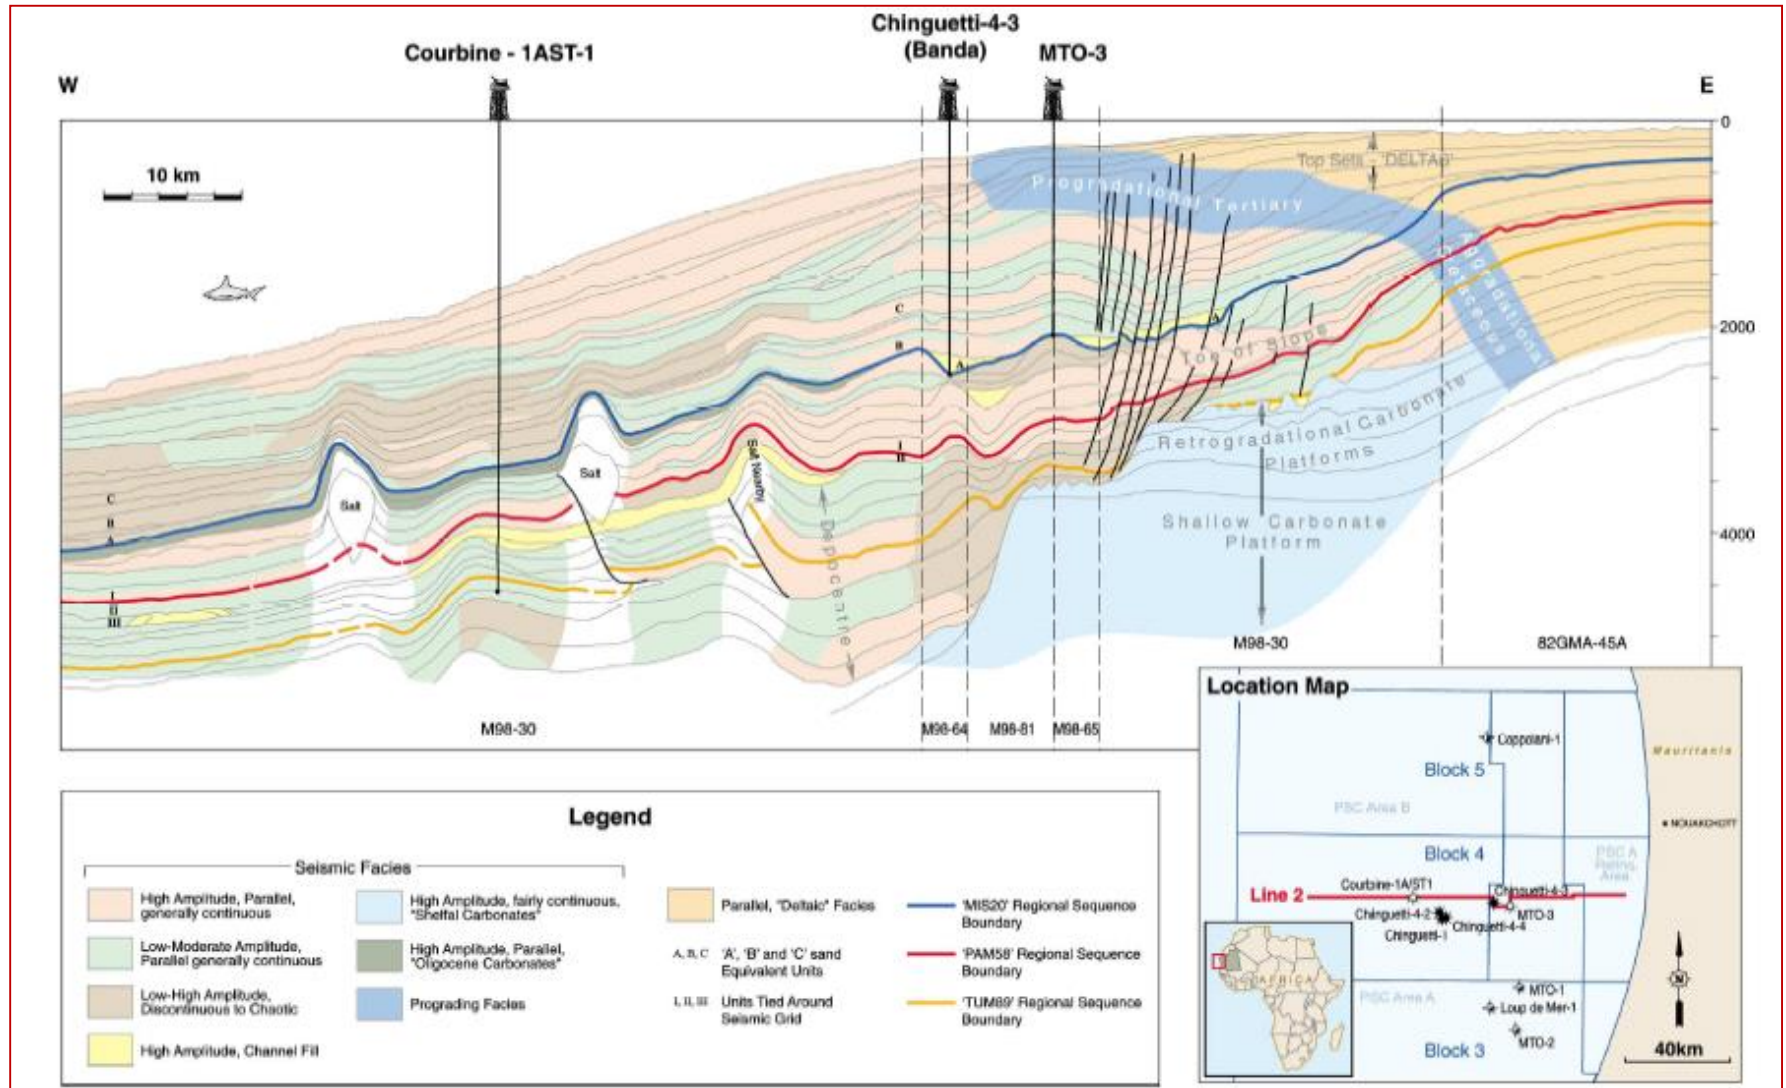 Chinguetti-4-3
(Banda)
Courbine - 1AST-1
MTO-3
W
E
0
10 km
Top Sets - 'DELTAS'
Progradational Tertiary
Aggradational
Cretaceous
C
B
A
2000
Toe of Slope
Retrogradational Carbonate
Platforms
I
II
Salt
Salt
Salt Nearby
C
B
A
Shallow Carbonate
Platform
Depocentre
4000
I
II
III
M98-30
82GMA-45A
M98-30
M98-64
M98-81
M98-65
Location Map
Coppolani-1
Mauritania
Block 5
PSC Area B
NOUAKCHOTT
Block 4
PSC A
Relinq.
Area
Courbine-1A/ST1
Chinguetti-4-3
Line 2
MTO-3
Chinguetti-4-2
Chinguetti-4-4
Chinguetti-1
AFRICA
N
PSC Area A
MTO-1
Loup de Mer-1
MTO-2
Block 3
40km
Legend
Seismic Facies
High Amplitude, Parallel,
generally continuous
Low-Moderate Amplitude,
Parallel generally continuous
Low-High Amplitude,
Discontinuous to Chaotic
High Amplitude, Channel Fill
High Amplitude, fairly continuous,
"Shelfal Carbonates"
High Amplitude, Parallel,
"Oligocene Carbonates"
Prograding Facies
Parallel, "Deltaic" Facies
A, B, C 'A', 'B' and 'C' sand
Equivalent Units
I, II, III Units Tied Around
Seismic Grid
'MIS20' Regional Sequence
Boundary
'PAM58' Regional Sequence
Boundary
'TUM89' Regional Sequence
Boundary